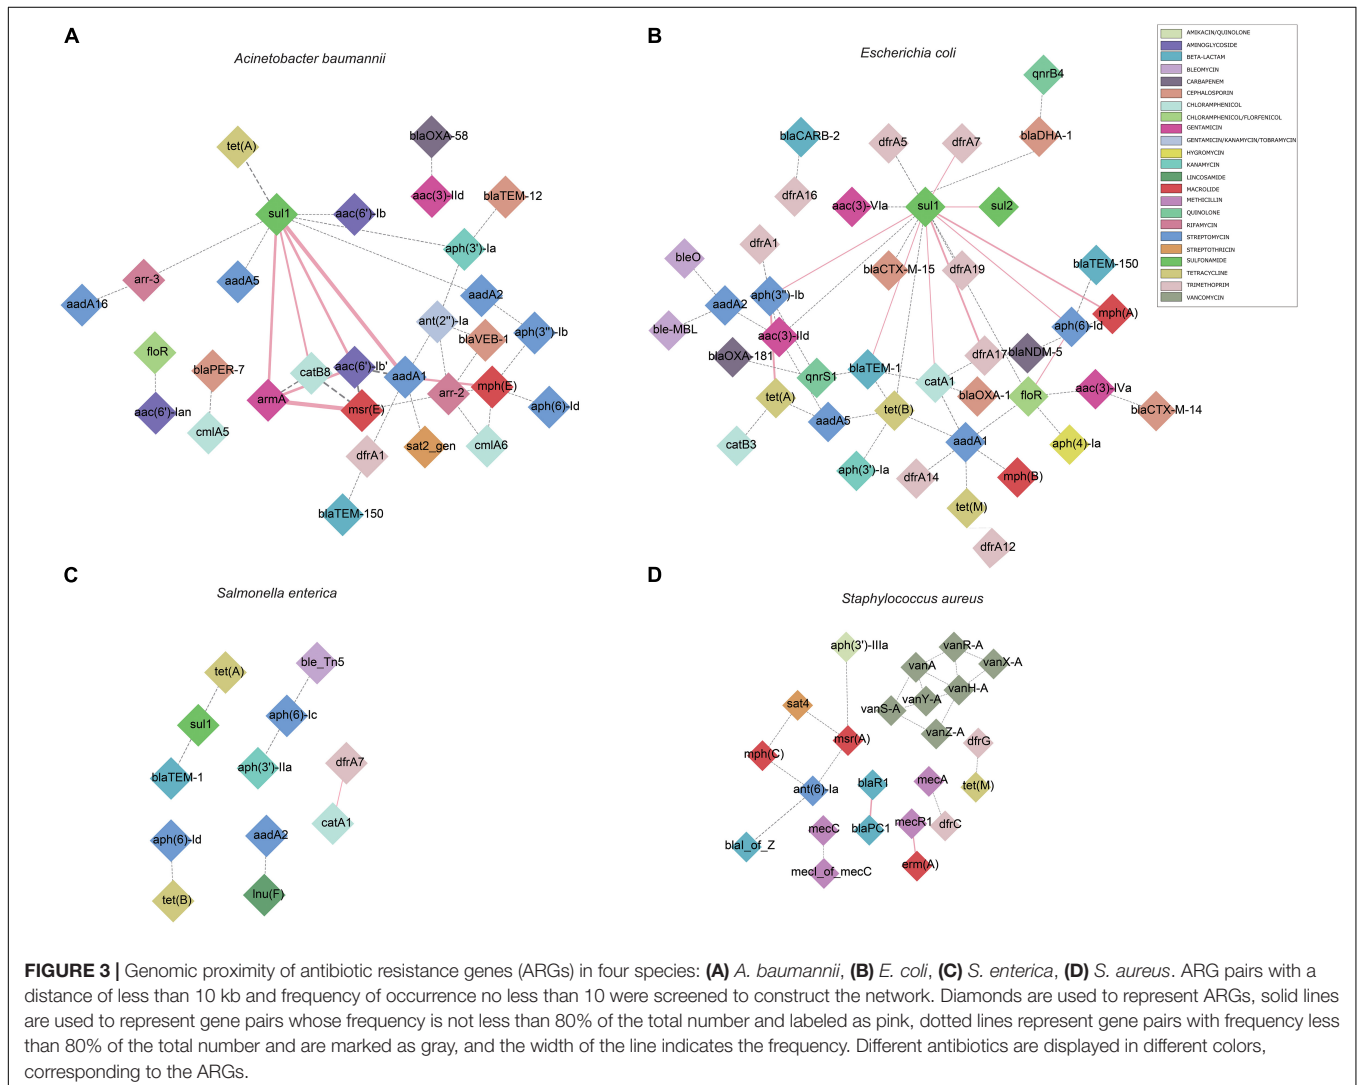 A
Acinetobacter baumannii
tet(A)
blaOXA-58
sul1
aac(6')-Ib
aac(3)-IId
blaTEM-12
aph(3')-Ia
arr-3
aadA5
aadA16
aadA2
ant(2")-Ia
aph(3")-Ib
blaVEB-1
floR
blaPER-7
catB8
aac(6')-Ib'
aadA1
armA
msr(E)
arr-2
mph(E)
aph(6)-Id
aac(6')-Ian
cmlA5
dfrA1
sat2_gen
cmlA6
blaTEM-150
B
Escherichia coli
qnrB4
blaCARB-2
dfrA5
dfrA7
blaDHA-1
dfrA16
aac(3)-VIa
sul1
sul2
dfrA1
bleO
blaCTX-M-15
dfrA19
blaTEM-150
aadA2
aph(3")-Ib
mph(A)
ble-MBL
aac(3)-IId
aph(6)-Id
blaOXA-181
dfrA17
blaNDM-5
qnrS1
blaTEM-1
catA1
tet(A)
blaOXA-1
floR
aac(3)-IVa
blaCTX-M-14
aadA5
tet(B)
catB3
aadA1
aph(4)-Ia
aph(3')-Ia
dfrA14
mph(B)
tet(M)
dfrA12
AMIKACIN/QUINOLONE
AMINOGLYCOSIDE
BETA-LACTAM
BLEOMYCIN
CARBAPENEM
CEPHALOSPORIN
CHLORAMPHENICOL
CHLORAMPHENICOL/FLORFENICOL
GENTAMICIN
GENTAMICIN/KANAMYCIN/TOBRAMYCIN
HYGROMYCIN
KANAMYCIN
LINCOSAMIDE
MACROLIDE
METHICILLIN
QUINOLONE
RIFAMYCIN
STREPTOMYCIN
STREPTOTHRICIN
SULFONAMIDE
TETRACYCLINE
TRIMETHOPRIM
VANCOMYCIN
C
Salmonella enterica
tet(A)
ble_Tn5
sul1
aph(6)-Ic
blaTEM-1
aph(3')-IIa
dfrA7
catA1
aph(6)-Id
aadA2
tet(B)
lnu(F)
D
Staphylococcus aureus
aph(3')-IIIa
vanR-A
vanA
vanX-A
vanH-A
vanY-A
vanS-A
vanZ-A
sat4
msr(A)
mph(C)
dfrG
ant(6)-Ia
blaR1
mecA
tet(M)
mecC
blaPC1
mecR1
dfrC
blaI_of_Z
mecI_of_mecC
erm(A)
FIGURE 3 | Genomic proximity of antibiotic resistance genes (ARGs) in four species: (A) A. baumannii, (B) E. coli, (C) S. enterica, (D) S. aureus. ARG pairs with a
distance of less than 10 kb and frequency of occurrence no less than 10 were screened to construct the network. Diamonds are used to represent ARGs, solid lines
are used to represent gene pairs whose frequency is not less than 80% of the total number and labeled as pink, dotted lines represent gene pairs with frequency less
than 80% of the total number and are marked as gray, and the width of the line indicates the frequency. Different antibiotics are displayed in different colors,
corresponding to the ARGs.